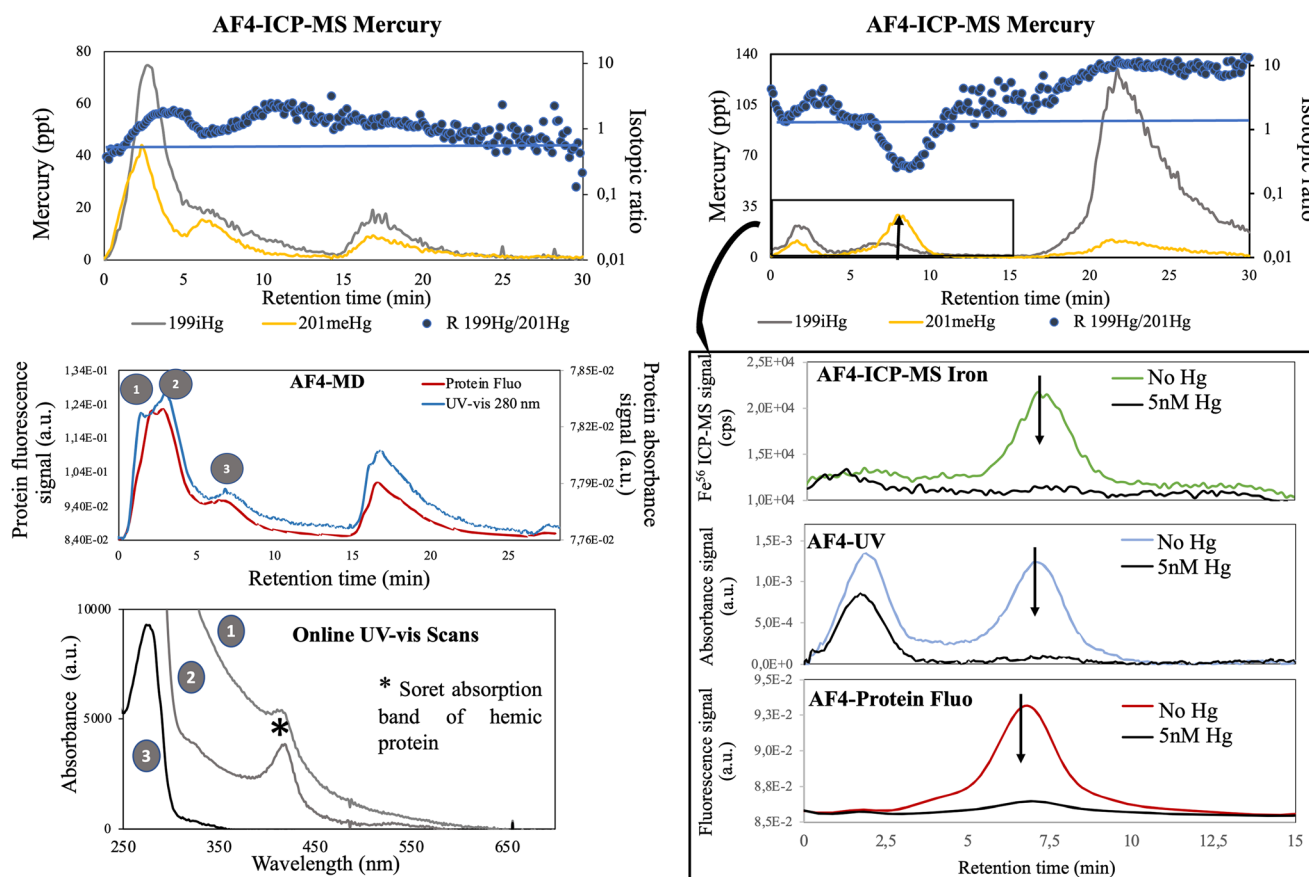 AF4-ICP-MS Mercury
80
60
40
20
0
Mercury (ppt)
10
1
0,1
0,01
Isotopic ratio
0 5 10 15 20 25 30
Retention time (min)
199iHg 201meHg R 199Hg/201Hg
AF4-ICP-MS Mercury
140
105
70
35
0
Mercury (ppt)
10
1
0,1
0,01
Isotopic ratio
0 5 10 15 20 25 30
Retention time (min)
199iHg 201meHg R 199Hg/201Hg
AF4-MD
1 2 3
Protein Fluo
UV-vis 280 nm
Protein fluorescence
signal (a.u.)
1,34E-01
1,24E-01
1,14E-01
1,04E-01
9,40E-02
8,40E-02
7,85E-02
7,82E-02
7,79E-02
7,76E-02
Protein absorbance
signal (a.u.)
0 5 10 15 20 25
Retention time (min)
Online UV-vis Scans
* Soret absorption
band of hemic
protein
1
2
3
*
Absorbance (a.u.)
10000
5000
0
250 350 450 550 650
Wavelength (nm)
AF4-ICP-MS Iron
No Hg
5nM Hg
Fe56 ICP-MS signal
(cps)
2,5E+04
2,0E+04
1,5E+04
1,0E+04
AF4-UV
No Hg
5nM Hg
Absorbance signal
(a.u.)
1,5E-3
1,0E-3
5,0E-4
0,0E+0
AF4-Protein Fluo
No Hg
5nM Hg
Fluorescence signal
(a.u.)
9,5E-2
9,3E-2
9,0E-2
8,8E-2
8,5E-2
0 2,5 5 7,5 10 12,5 15
Retention time (min)